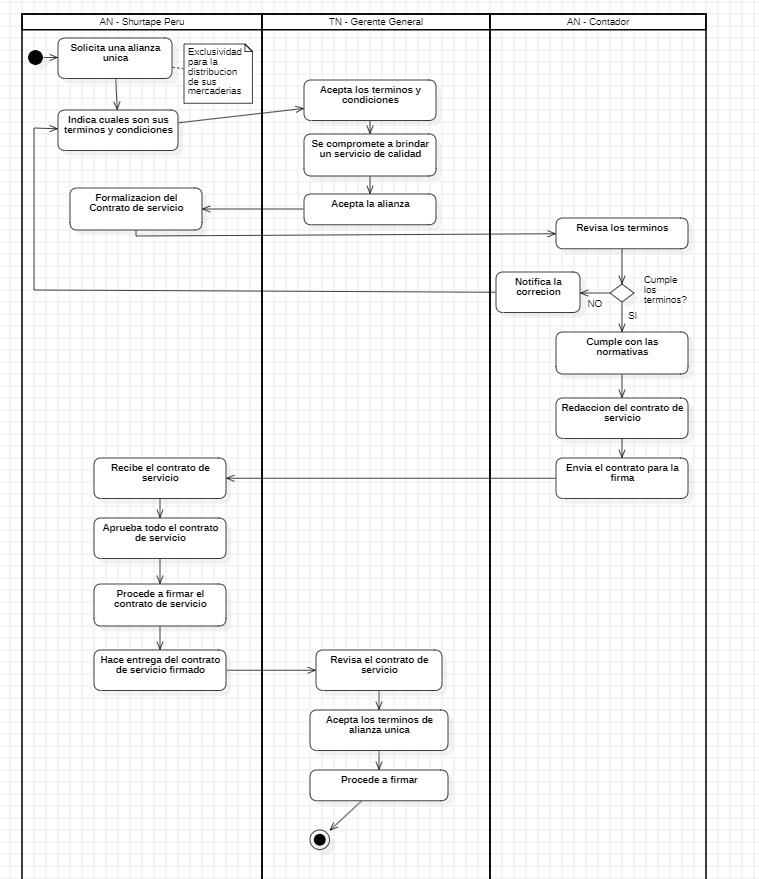 AN - Shurtape Peru
TN - Gerente General
AN - Contador
Solicita una alianza
unica
Exclusividad
para la
distribucion
de sus
mercaderias
Indica cuales son sus
terminos y condiciones
Acepta los terminos y
condiciones
Se compromete a brindar
un servicio de calidad
Acepta la alianza
Formalizacion del
Contrato de servicio
Revisa los terminos
Cumple
los
terminos?
NO
SI
Notifica la
correcion
Cumple con las
normativas
Redaccion del contrato de
servicio
Envia el contrato para la
firma
Recibe el contrato de
servicio
Aprueba todo el contrato
de servicio
Procede a firmar el
contrato de servicio
Hace entrega del contrato
de servicio firmado
Revisa el contrato de
servicio
Acepta los terminos de
alianza unica
Procede a firmar